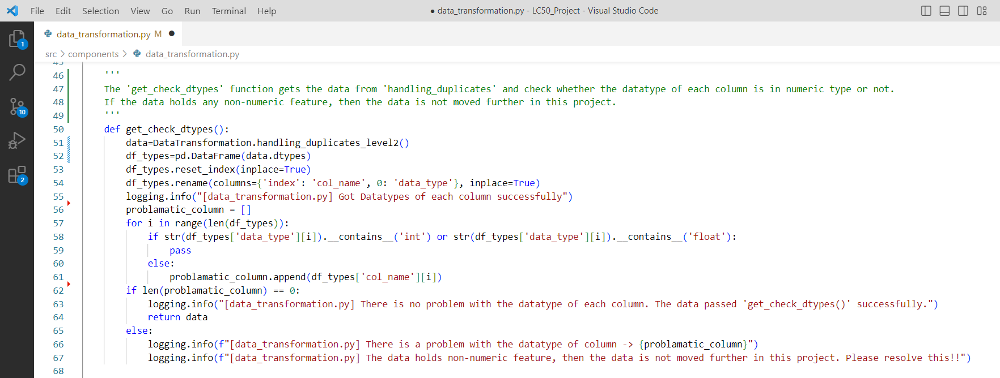 File Edit Selection View Go Run Terminal Help
● data_transformation.py - LC50_Project - Visual Studio Code
data_transformation.py M ●
src > components > data_transformation.py
1
10
2
45
46 '''
47 The 'get_check_dtypes' function gets the data from 'handling_duplicates' and check whether the datatype of each column is in numeric type or not.
48 If the data holds any non-numeric feature, then the data is not moved further in this project.
49 '''
50 def get_check_dtypes():
51 data=DataTransformation.handling_duplicates_level2()
52 df_types=pd.DataFrame(data.dtypes)
53 df_types.reset_index(inplace=True)
54 df_types.rename(columns={'index': 'col_name', 0: 'data_type'}, inplace=True)
55 logging.info("[data_transformation.py] Got Datatypes of each column successfully")
56 problamatic_column = []
57 for i in range(len(df_types)):
58 if str(df_types['data_type'][i]).__contains__('int') or str(df_types['data_type'][i]).__contains__('float'):
59 pass
60 else:
61 problamatic_column.append(df_types['col_name'][i])
62 if len(problamatic_column) == 0:
63 logging.info("[data_transformation.py] There is no problem with the datatype of each column. The data passed 'get_check_dtypes()' successfully.")
64 return data
65 else:
66 logging.info(f"[data_transformation.py] There is a problem with the datatype of column -> {problamatic_column}")
67 logging.info(f"[data_transformation.py] The data holds non-numeric feature, then the data is not moved further in this project. Please resolve this!!")
68